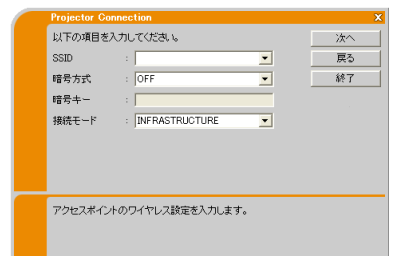 Projector Connection X
以下の項目を入力してください。 次へ
SSID : 戻る
暗号方式 : OFF 終了
暗号キー :
接続モード : INFRASTRUCTURE
アクセスポイントのワイヤレス設定を入力します。